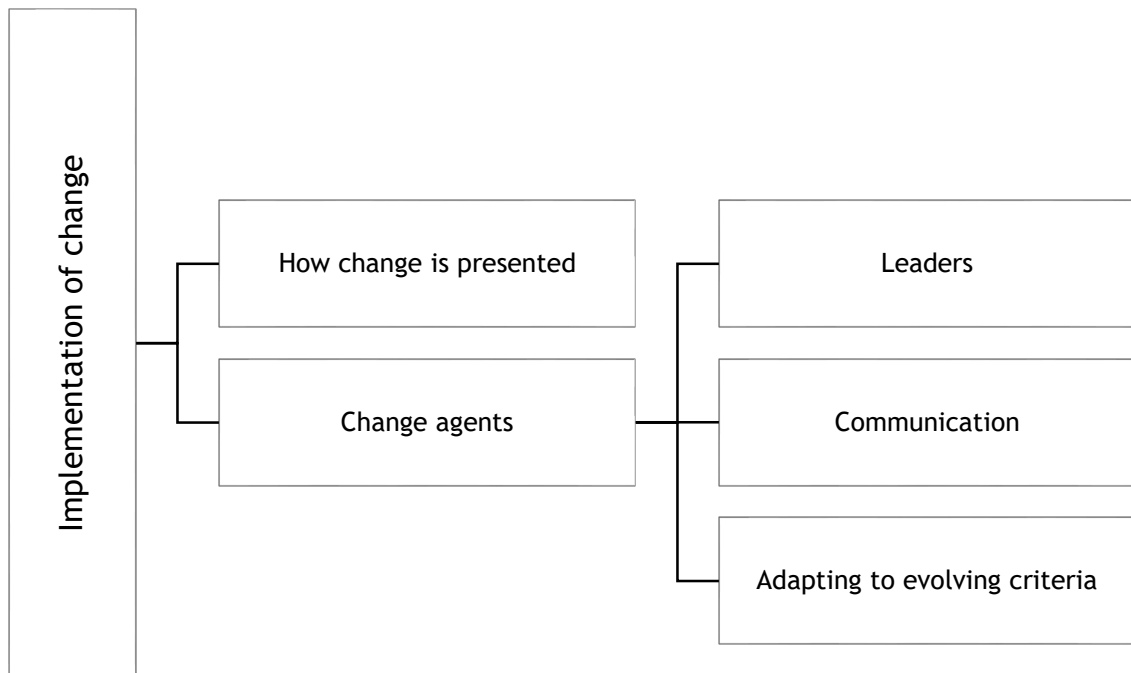 Implementation of change
How change is presented
Leaders
Change agents
Communication
Adapting to evolving criteria